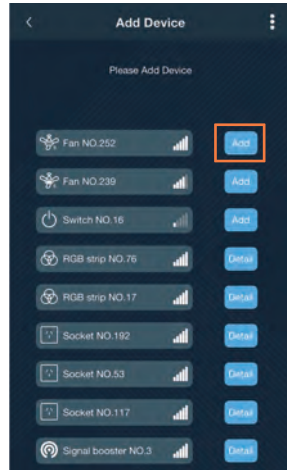 Add Device
Please Add Device
Fan NO.252 Add
Fan NO.239 Add
Switch NO.16 Add
RGB strip NO.76 Detail
RGB strip NO.17 Detail
Socket NO.192 Detail
Socket NO.53 Detail
Socket NO.117 Detail
Signal booster NO.3 Detail